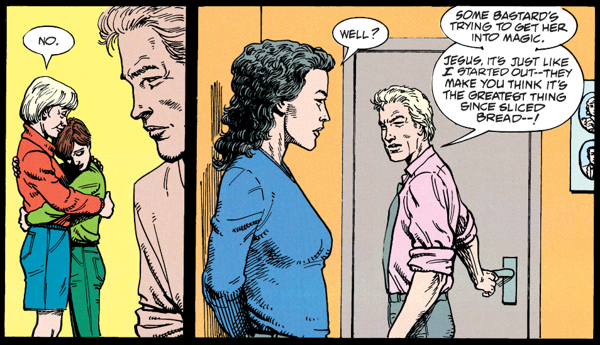 NO.
WELL?
SOME BASTARD'S
TRYING TO GET HER
INTO MAGIC.
JESUS, IT'S JUST LIKE
I STARTED OUT--THEY
MAKE YOU THINK IT'S
THE GREATEST THING
SINCE SLICED
BREAD--!